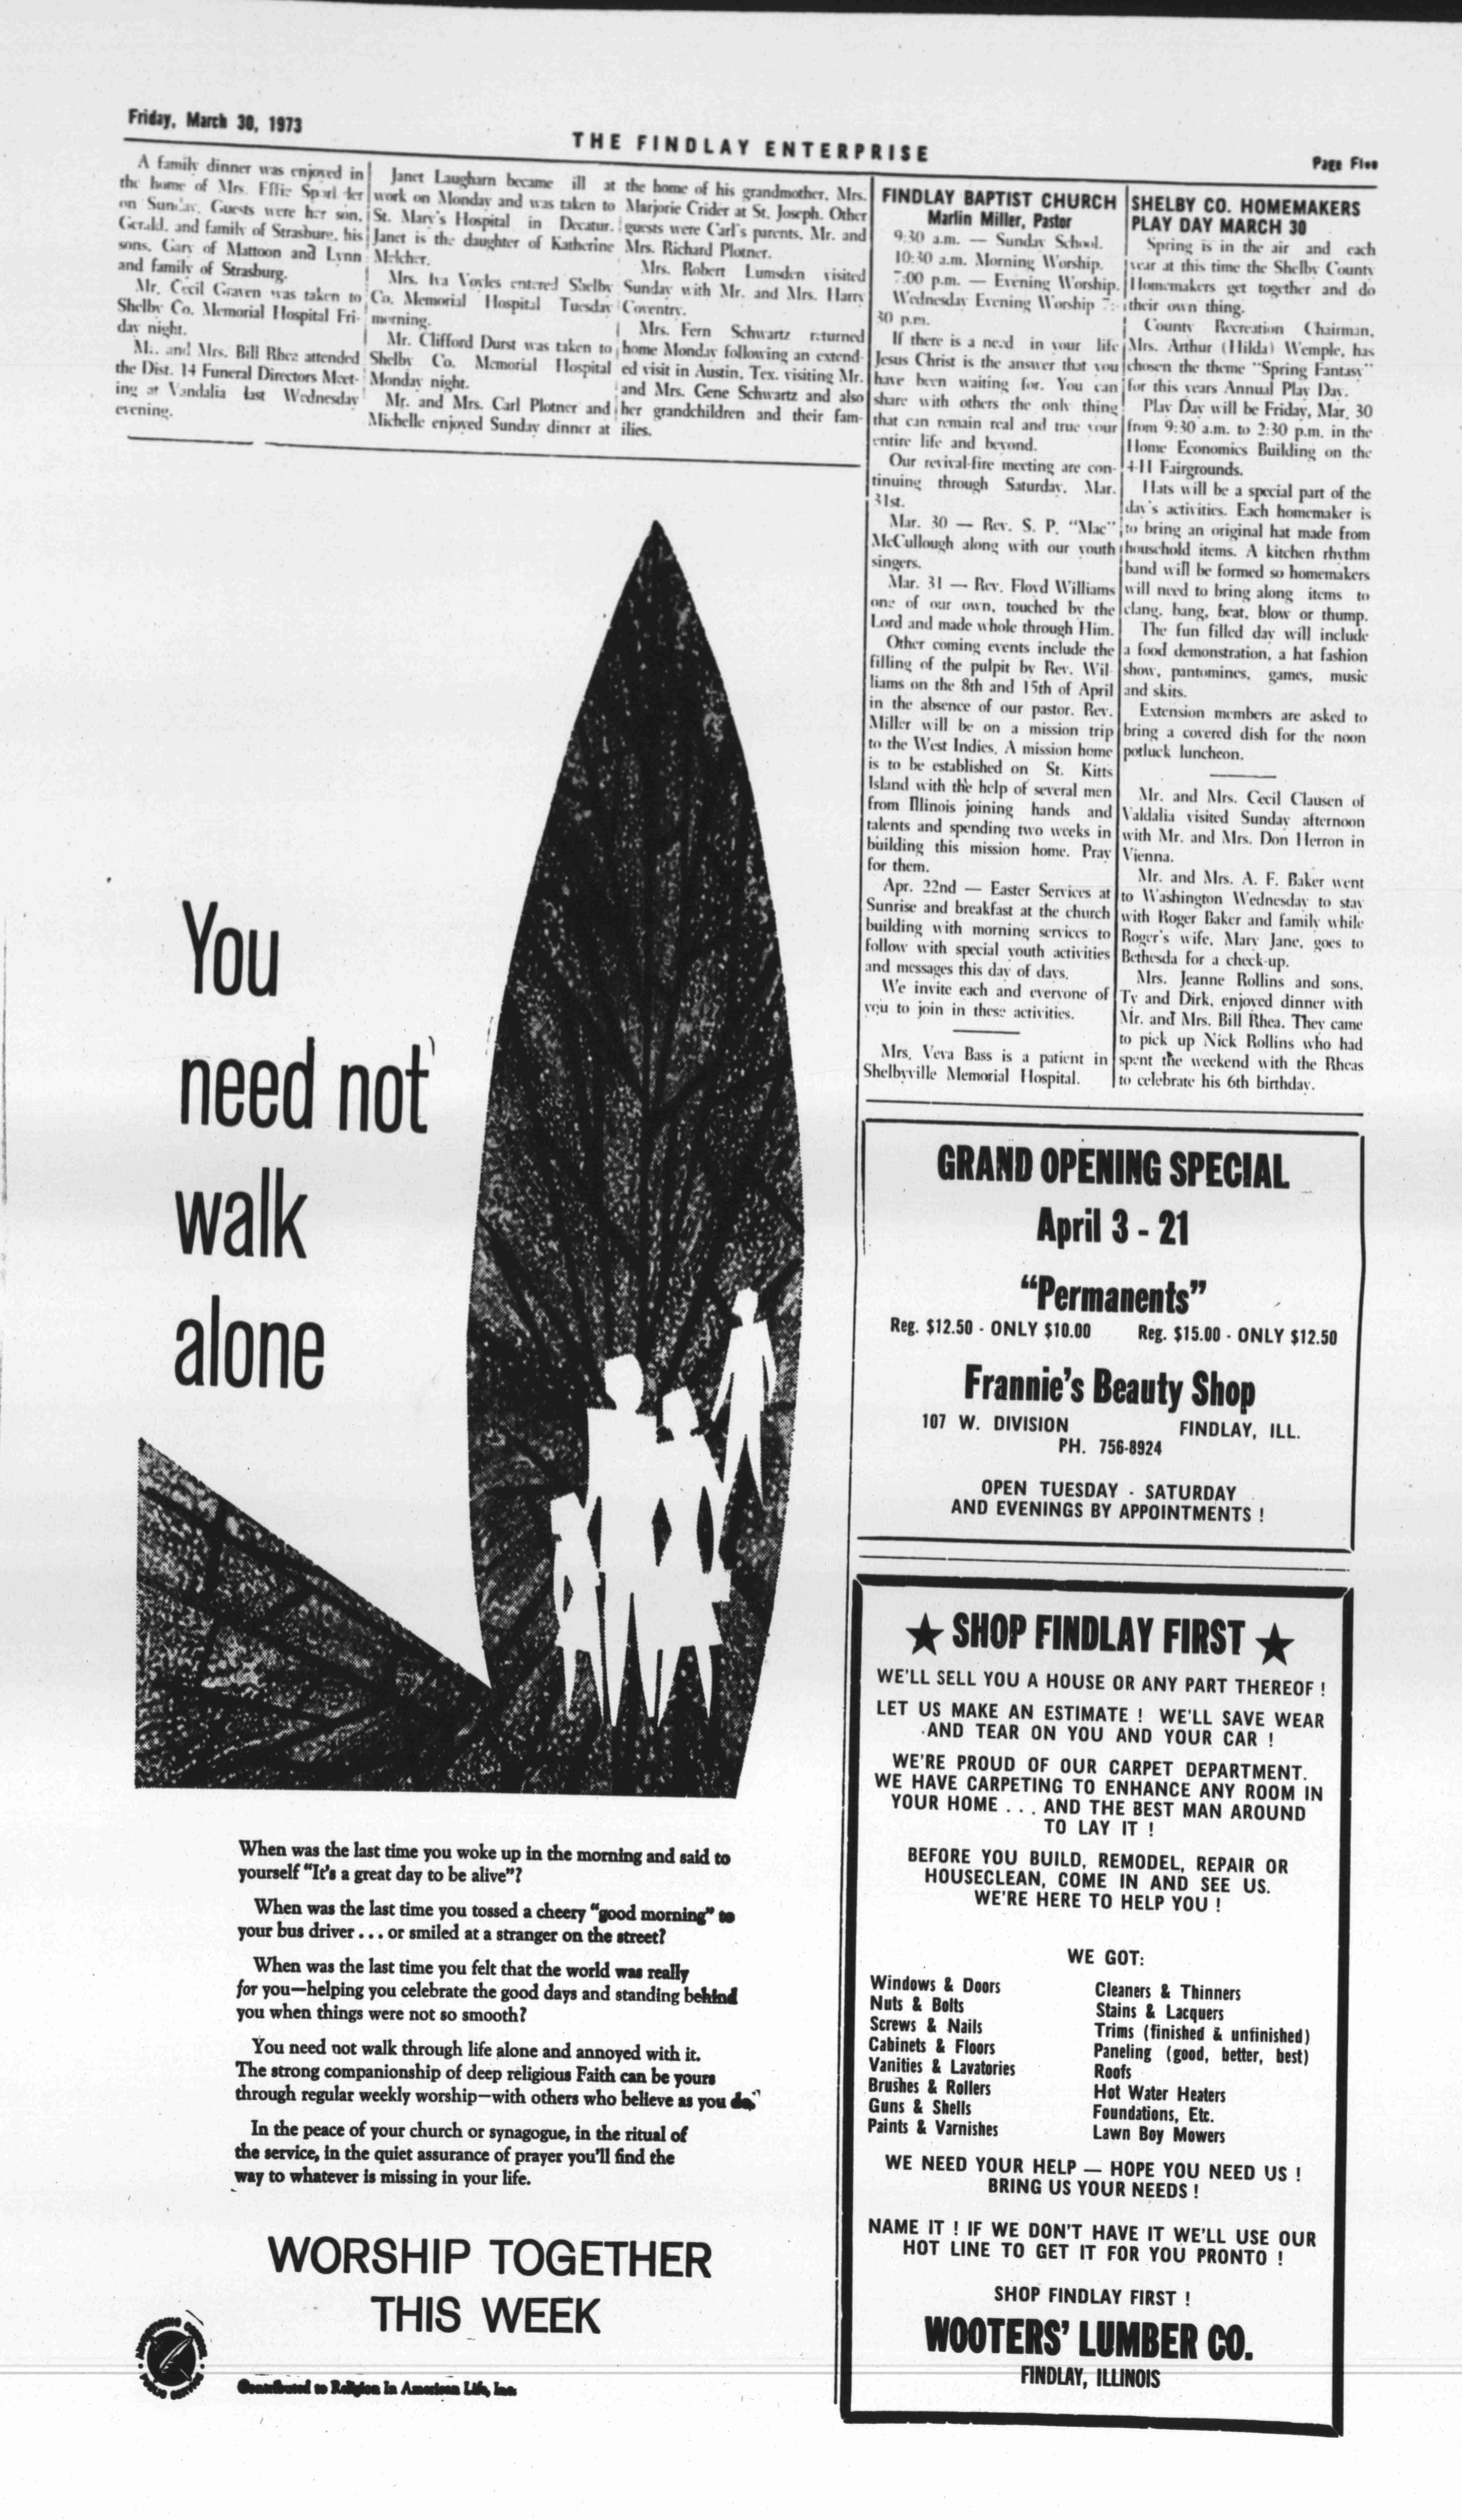 Friday, March 30, 1973
THE FINDLAY ENTERPRISE
Page Five
A family dinner was enjoyed in
the home of Mrs. Effie
on Sunday. Guests were her son,
Gerald, and family of Strasburg, his
sons, Gary of Mattoon and Lynn
and family of Strasburg.
Mr. Cecil Graven was taken to
Shelby Co. Memorial Hospital Fri-
day night.
Mr. and Mrs. Bill Rhea attended
the Dist. 14 Funeral Directors Meet-
ing at Vandalia last Wednesday
evening.
Janet Laugharn became ill at
work on Monday and was taken to
St. Mary's Hospital in Decatur.
Janet is the daughter of Katherine
Melcher.
Mrs. Iva Voyles entered Shelby
Co. Memorial Hospital Tuesday
morning.
Mr. Clifford Durst was taken to
Shelby Co. Memorial Hospital
Monday night.
Mr. and Mrs. Carl Plotner and
Michelle enjoyed Sunday dinner at
the home of his grandmother, Mrs.
Marjorie Crider at St. Joseph. Other
guests were Carl's parents, Mr. and
Mrs. Richard Plotner.
Mrs. Robert Lumsden visited
Sunday with Mr. and Mrs. Harry
Coventry.
Mrs. Fern Schwartz returned
home Monday following an extend-
ed visit in Austin, Tex. visiting Mr.
and Mrs. Gene Schwartz and also
her grandchildren and their fam-
ilies.
FINDLAY BAPTIST CHURCH
Marlin Miller, Pastor
9:30 a.m. — Sunday School.
10:30 a.m. Morning Worship.
7:00 p.m. — Evening Worship.
Wednesday Evening Worship 7:-
30 p.m.
If there is a need in your life
Jesus Christ is the answer that you
have been waiting for. You can
share with others the only thing
that can remain real and true your
entire life and beyond.
Our revival-fire meeting are con-
tinuing through Saturday, Mar.
31st.
Mar. 30 — Rev. S. P. "Mac"
McCullough along with our youth
singers.
Mar. 31 — Rev. Floyd Williams
one of our own, touched by the
Lord and made whole through Him.
Other coming events include the
filling of the pulpit by Rev. Wil-
liams on the 8th and 15th of April
in the absence of our pastor. Rev.
Miller will be on a mission trip
to the West Indies. A mission home
is to be established on St. Kitts
Island with the help of several men
from Illinois joining hands and
talents and spending two weeks in
building this mission home. Pray
for them.
Apr. 22nd — Easter Services at
Sunrise and breakfast at the church
building with morning services to
follow with special youth activities
and messages this day of days.
We invite each and everyone of
you to join in these activities.
Mrs. Veva Bass is a patient in
Shelbyville Memorial Hospital.
SHELBY CO. HOMEMAKERS
PLAY DAY MARCH 30
Spring is in the air and each
year at this time the Shelby County
Homemakers get together and do
their own thing.
County Recreation Chairman,
Mrs. Arthur (Hilda) Wemple, has
chosen the theme "Spring Fantasy"
for this years Annual Play Day.
Play Day will be Friday, Mar. 30
from 9:30 a.m. to 2:30 p.m. in the
Home Economics Building on the
4-H Fairgrounds.
Hats will be a special part of the
day's activities. Each homemaker is
to bring an original hat made from
household items. A kitchen rhythm
band will be formed so homemakers
will need to bring along items to
clang, bang, beat, blow or thump.
The fun filled day will include
a food demonstration, a hat fashion
show, pantomines, games, music
and skits.
Extension members are asked to
bring a covered dish for the noon
potluck luncheon.
Mr. and Mrs. Cecil Clausen of
Valdalia visited Sunday afternoon
with Mr. and Mrs. Don Herron in
Vienna.
Mr. and Mrs. A. F. Baker went
to Washington Wednesday to stay
with Roger Baker and family while
Roger's wife, Mary Jane, goes to
Bethesda for a check-up.
Mrs. Jeanne Rollins and sons,
Ty and Dirk, enjoyed dinner with
Mr. and Mrs. Bill Rhea. They came
to pick up Nick Rollins who had
spent the weekend with the Rheas
to celebrate his 6th birthday.
You
need not
walk
alone
When was the last time you woke up in the morning and said to
yourself "It's a great day to be alive"?
When was the last time you tossed a cheery "good morning" to
your bus driver . . . or smiled at a stranger on the street?
When was the last time you felt that the world was really
for you—helping you celebrate the good days and standing behind
you when things were not so smooth?
You need not walk through life alone and annoyed with it.
The strong companionship of deep religious Faith can be yours
through regular weekly worship—with others who believe as you do.
In the peace of your church or synagogue, in the ritual of
the service, in the quiet assurance of prayer you'll find the
way to whatever is missing in your life.
WORSHIP TOGETHER
THIS WEEK
Contributed to Religion In American Life, Inc.
GRAND OPENING SPECIAL
April 3 - 21
"Permanents"
Reg. $12.50 - ONLY $10.00 Reg. $15.00 - ONLY $12.50
Frannie's Beauty Shop
107 W. DIVISION FINDLAY, ILL.
PH. 756-8924
OPEN TUESDAY - SATURDAY
AND EVENINGS BY APPOINTMENTS !
★ SHOP FINDLAY FIRST ★
WE'LL SELL YOU A HOUSE OR ANY PART THEREOF !
LET US MAKE AN ESTIMATE ! WE'LL SAVE WEAR
AND TEAR ON YOU AND YOUR CAR !
WE'RE PROUD OF OUR CARPET DEPARTMENT.
WE HAVE CARPETING TO ENHANCE ANY ROOM IN
YOUR HOME . . . AND THE BEST MAN AROUND
TO LAY IT !
BEFORE YOU BUILD, REMODEL, REPAIR OR
HOUSECLEAN, COME IN AND SEE US.
WE'RE HERE TO HELP YOU !
WE GOT:
Windows & Doors
Nuts & Bolts
Screws & Nails
Cabinets & Floors
Vanities & Lavatories
Brushes & Rollers
Guns & Shells
Paints & Varnishes
Cleaners & Thinners
Stains & Lacquers
Trims (finished & unfinished)
Paneling (good, better, best)
Roofs
Hot Water Heaters
Foundations, Etc.
Lawn Boy Mowers
WE NEED YOUR HELP — HOPE YOU NEED US !
BRING US YOUR NEEDS !
NAME IT ! IF WE DON'T HAVE IT WE'LL USE OUR
HOT LINE TO GET IT FOR YOU PRONTO !
SHOP FINDLAY FIRST !
WOOTERS' LUMBER CO.
FINDLAY, ILLINOIS